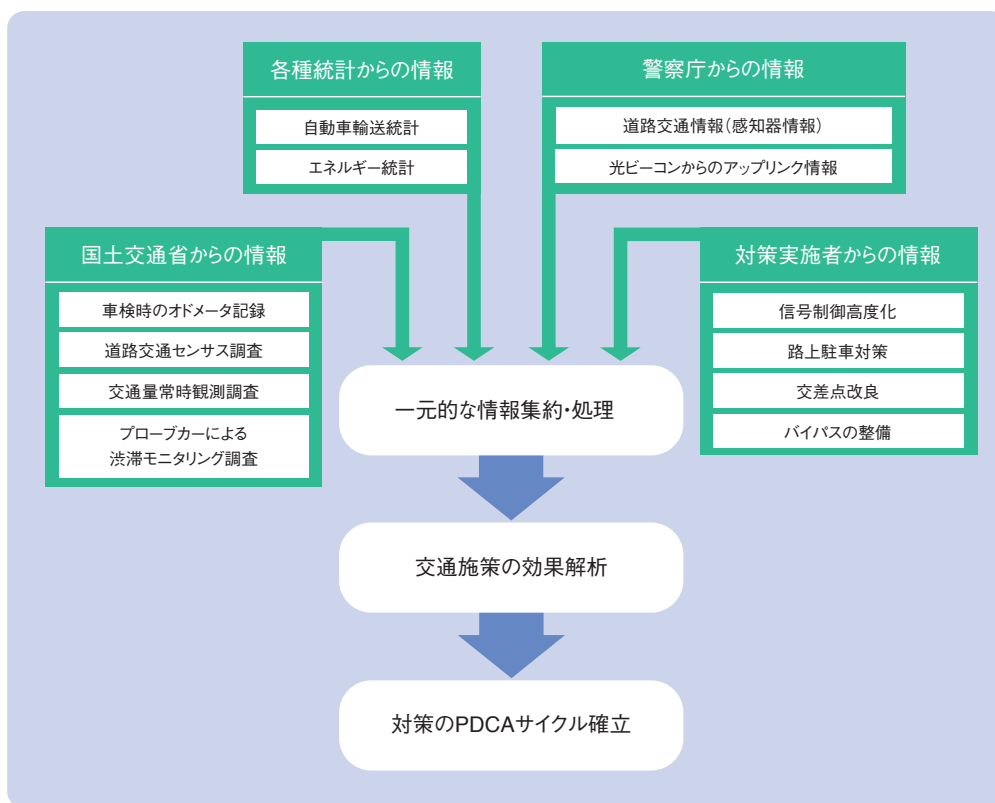 各種統計からの情報
自動車輸送統計
エネルギー統計
警察庁からの情報
道路交通情報(感知器情報)
光ビーコンからのアップリンク情報
国土交通省からの情報
車検時のオドメータ記録
道路交通センサス調査
交通量常時観測調査
プローブカーによる
渋滞モニタリング調査
対策実施者からの情報
信号制御高度化
路上駐車対策
交差点改良
バイパスの整備
一元的な情報集約・処理
交通施策の効果解析
対策のPDCAサイクル確立